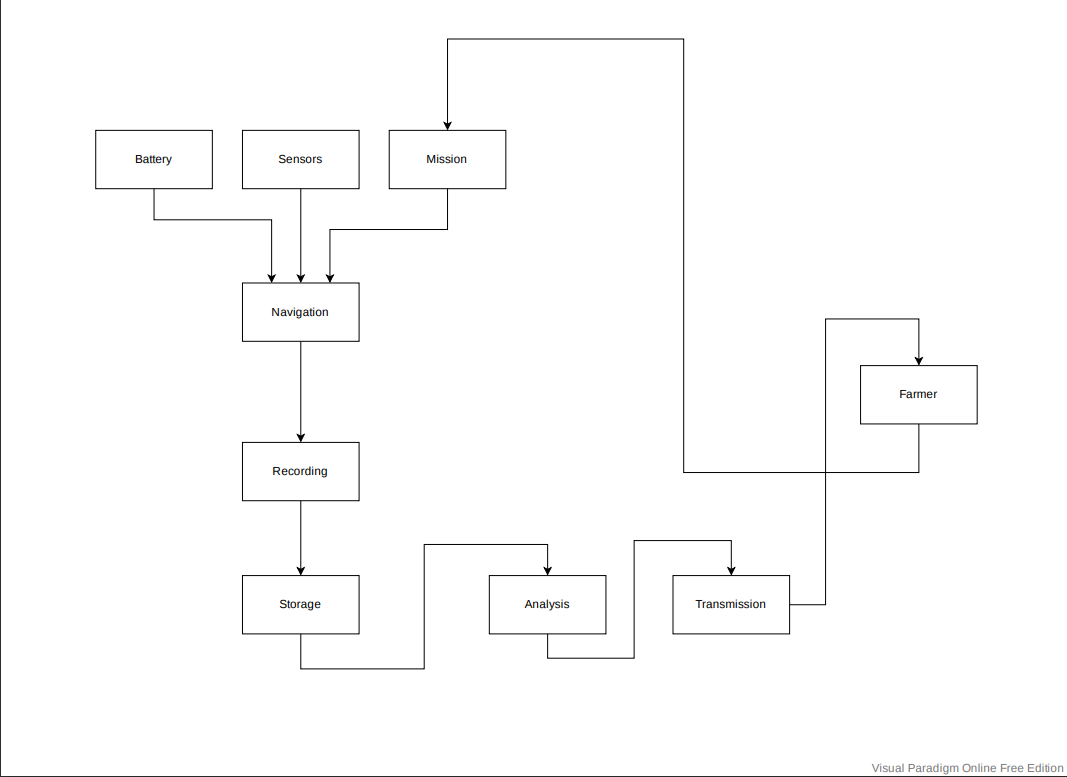 Battery
Sensors
Mission
Navigation
Farmer
Recording
Storage
Analysis
Transmission
Visual Paradigm Online Free Edition